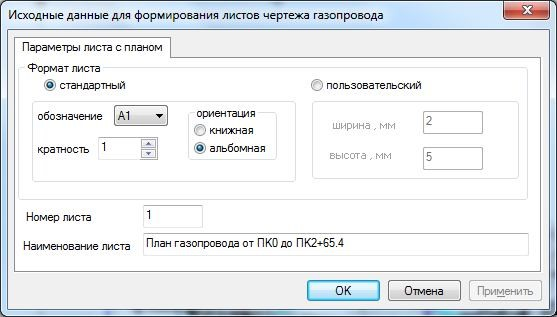 Исходные данные для формирования листов чертежа газопровода
Параметры листа с планом
Формат листа
стандартный
пользовательский
обозначение A1
кратность 1
ориентация
книжная
альбомная
ширина , мм 2
высота , мм 5
Номер листа 1
Наименование листа План газопровода от ПК0 до ПК2+65.4
OK Отмена Применить